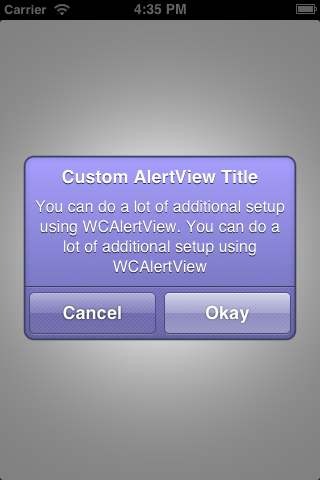 Carrier 4:35 PM
Custom AlertView Title
You can do a lot of additional setup
using WCAlertView. You can do a
lot of additional setup using
WCAlertView
Cancel Okay